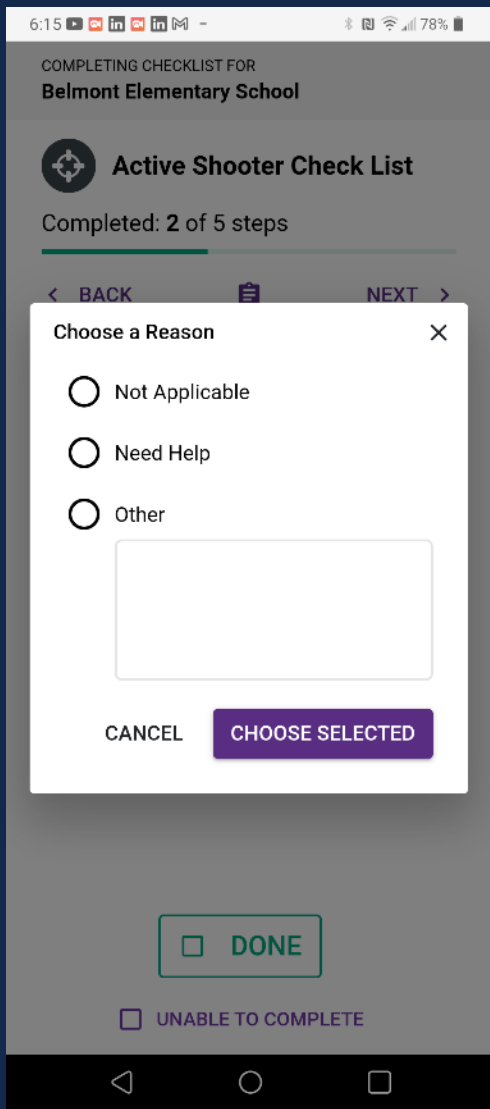 6:15
78%
COMPLETING CHECKLIST FOR
Belmont Elementary School
Active Shooter Check List
Completed: 2 of 5 steps
BACK
NEXT
Choose a Reason
Not Applicable
Need Help
Other
CANCEL
CHOOSE SELECTED
DONE
UNABLE TO COMPLETE